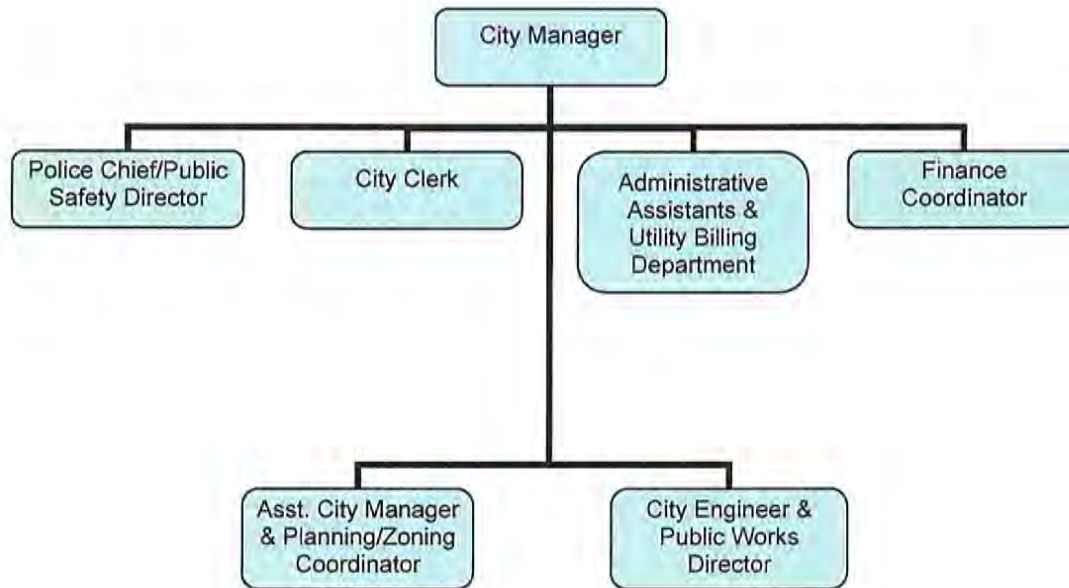 City Manager
Police Chief/Public
Safety Director
City Clerk
Administrative
Assistants &
Utility Billing
Department
Finance
Coordinator
Asst. City Manager
& Planning/Zoning
Coordinator
City Engineer &
Public Works
Director